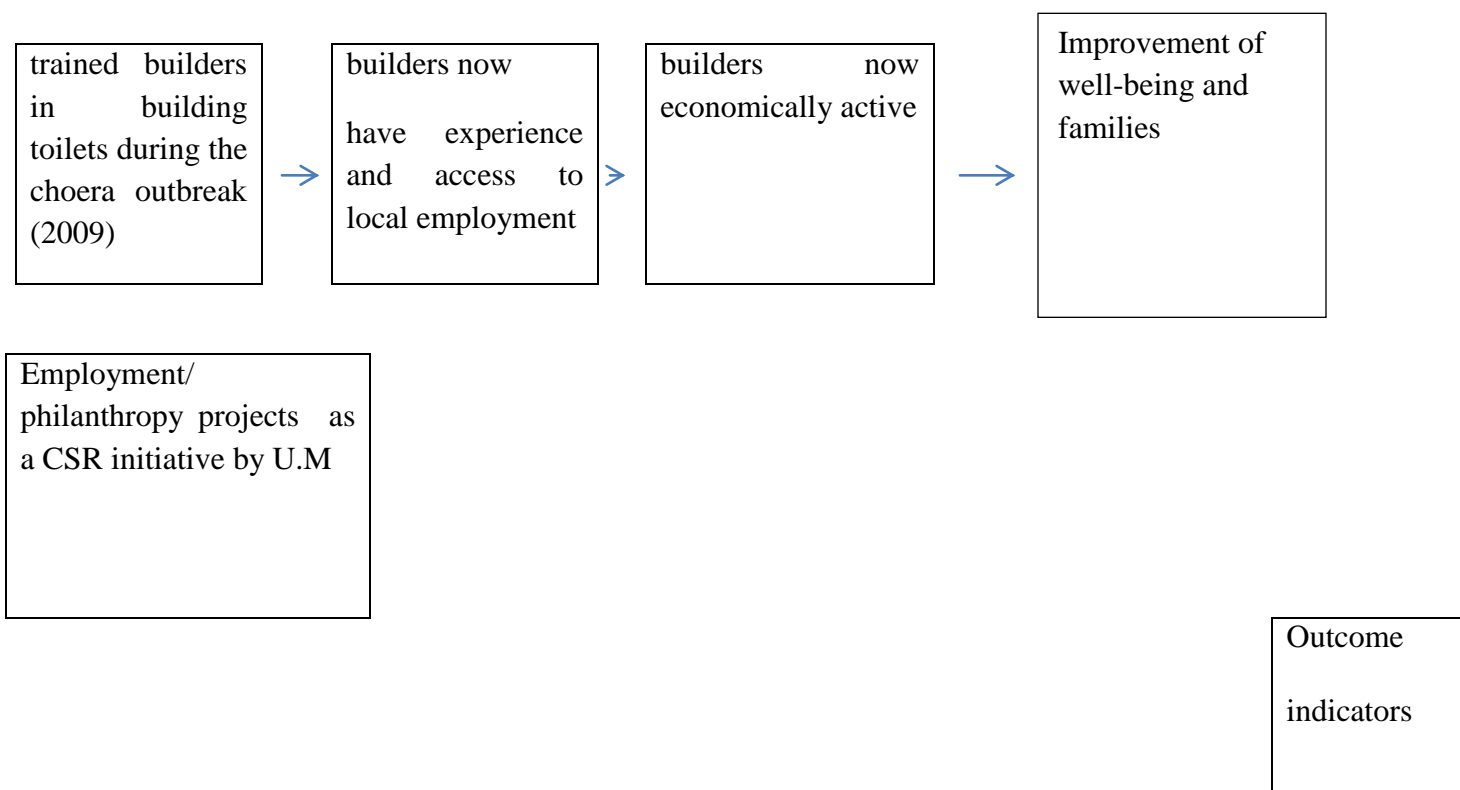 trained builders
in building
toilets during the
choera outbreak
(2009)
builders now
have experience
and access to
local employment
builders now
economically active
Improvement of
well-being and
families
Employment/
philanthropy projects as
a CSR initiative by U.M
Outcome
indicators